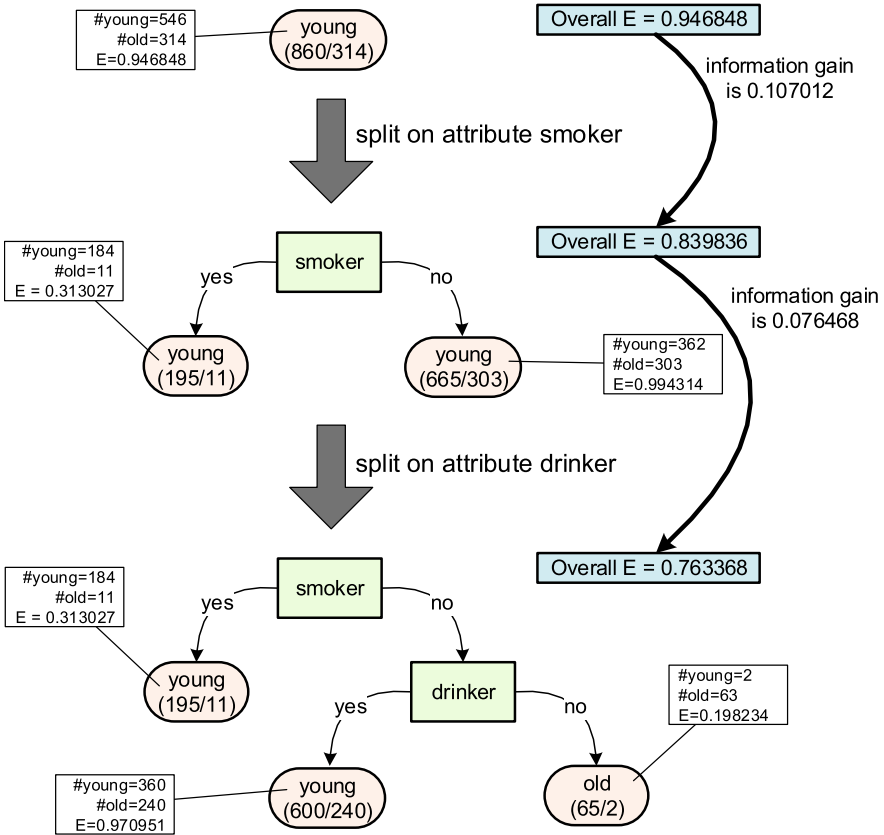 #young=546
#old=314
E=0.946848
young
(860/314)
Overall E = 0.946848
information gain
is 0.107012
split on attribute smoker
#young=184
#old=11
E = 0.313027
smoker
yes
no
Overall E = 0.839836
young
(195/11)
young
(665/303)
#young=362
#old=303
E=0.994314
information gain
is 0.076468
split on attribute drinker
Overall E = 0.763368
#young=184
#old=11
E = 0.313027
smoker
yes
no
young
(195/11)
drinker
yes
no
#young=2
#old=63
E=0.198234
#young=360
#old=240
E=0.970951
young
(600/240)
old
(65/2)